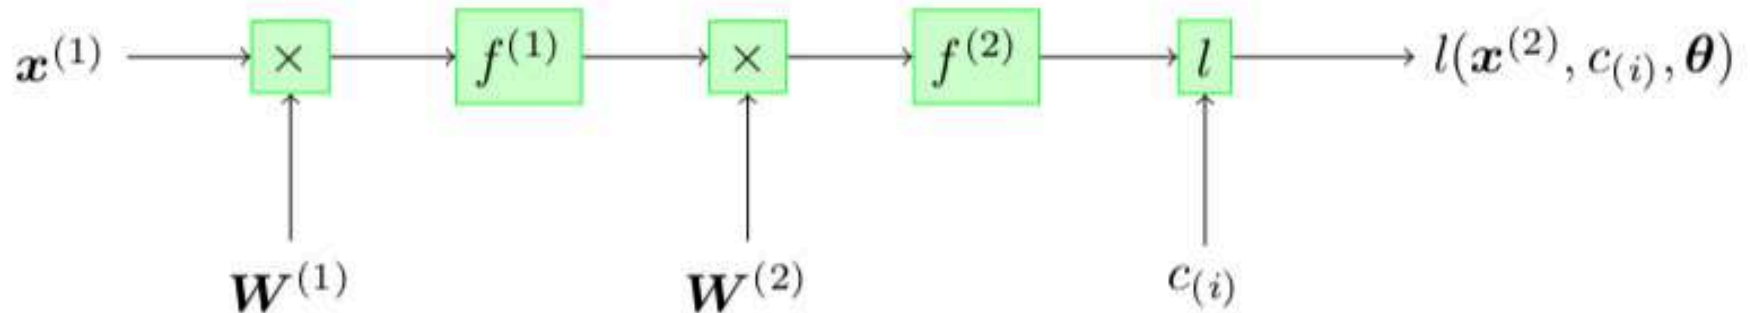 𝒙⁽¹⁾ × f⁽¹⁾ × f⁽²⁾ l l(𝒙⁽²⁾, c₍ᵢ₎, 𝜽)
𝑾⁽¹⁾ 𝑾⁽²⁾ c₍ᵢ₎